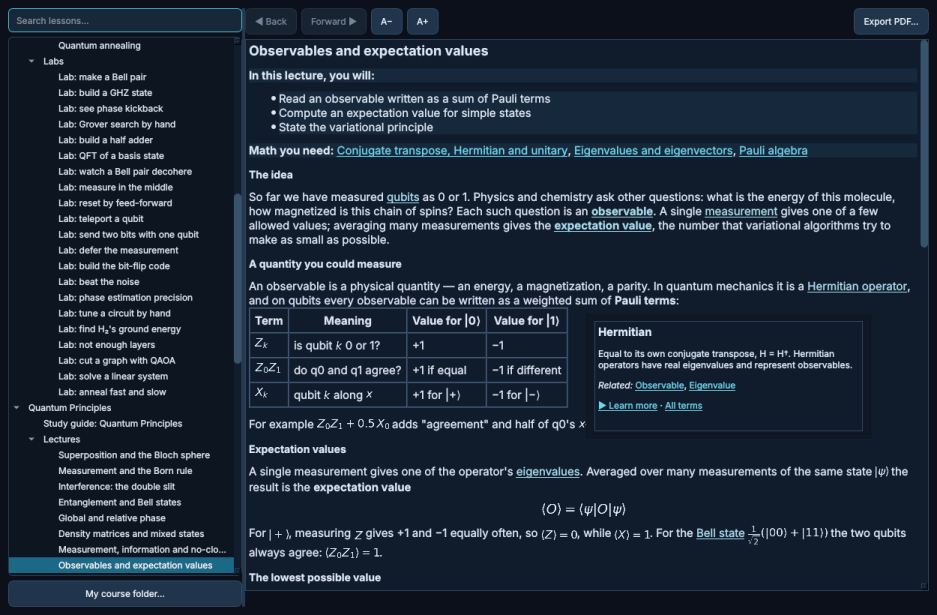 Search lessons...
◀ Back
Forward ▶
A−
A+
Export PDF...
Quantum annealing
Labs
Lab: make a Bell pair
Lab: build a GHZ state
Lab: see phase kickback
Lab: Grover search by hand
Lab: build a half adder
Lab: QFT of a basis state
Lab: watch a Bell pair decohere
Lab: measure in the middle
Lab: reset by feed-forward
Lab: teleport a qubit
Lab: send two bits with one qubit
Lab: defer the measurement
Lab: build the bit-flip code
Lab: beat the noise
Lab: phase estimation precision
Lab: tune a circuit by hand
Lab: find H₂'s ground energy
Lab: not enough layers
Lab: cut a graph with QAOA
Lab: solve a linear system
Lab: anneal fast and slow
Quantum Principles
Study guide: Quantum Principles
Lectures
Superposition and the Bloch sphere
Measurement and the Born rule
Interference: the double slit
Entanglement and Bell states
Global and relative phase
Density matrices and mixed states
Measurement, information and no-clo...
Observables and expectation values
My course folder...
Observables and expectation values
In this lecture, you will:
• Read an observable written as a sum of Pauli terms
• Compute an expectation value for simple states
• State the variational principle
Math you need: Conjugate transpose, Hermitian and unitary, Eigenvalues and eigenvectors, Pauli algebra
The idea
So far we have measured qubits as 0 or 1. Physics and chemistry ask other questions: what is the energy of this molecule,
how magnetized is this chain of spins? Each such question is an observable. A single measurement gives one of a few
allowed values; averaging many measurements gives the expectation value, the number that variational algorithms try to
make as small as possible.
A quantity you could measure
An observable is a physical quantity — an energy, a magnetization, a parity. In quantum mechanics it is a Hermitian operator,
and on qubits every observable can be written as a weighted sum of Pauli terms:
Term Meaning Value for |0⟩ Value for |1⟩
Zₖ is qubit k 0 or 1? +1 −1
Z₀Z₁ do q0 and q1 agree? +1 if equal −1 if different
Xₖ qubit k along x +1 for |+⟩ −1 for |−⟩
Hermitian
Equal to its own conjugate transpose, H = H†. Hermitian
operators have real eigenvalues and represent observables.
Related: Observable, Eigenvalue
▶ Learn more · All terms
For example Z₀Z₁ + 0.5 X₀ adds "agreement" and half of q0's x
Expectation values
A single measurement gives one of the operator's eigenvalues. Averaged over many measurements of the same state |ψ⟩ the
result is the expectation value
⟨O⟩ = ⟨ψ|O|ψ⟩
For |+⟩, measuring Z gives +1 and −1 equally often, so ⟨Z⟩ = 0, while ⟨X⟩ = 1. For the Bell state 1/√2(|00⟩ + |11⟩) the two qubits
always agree: ⟨Z₀Z₁⟩ = 1.
The lowest possible value